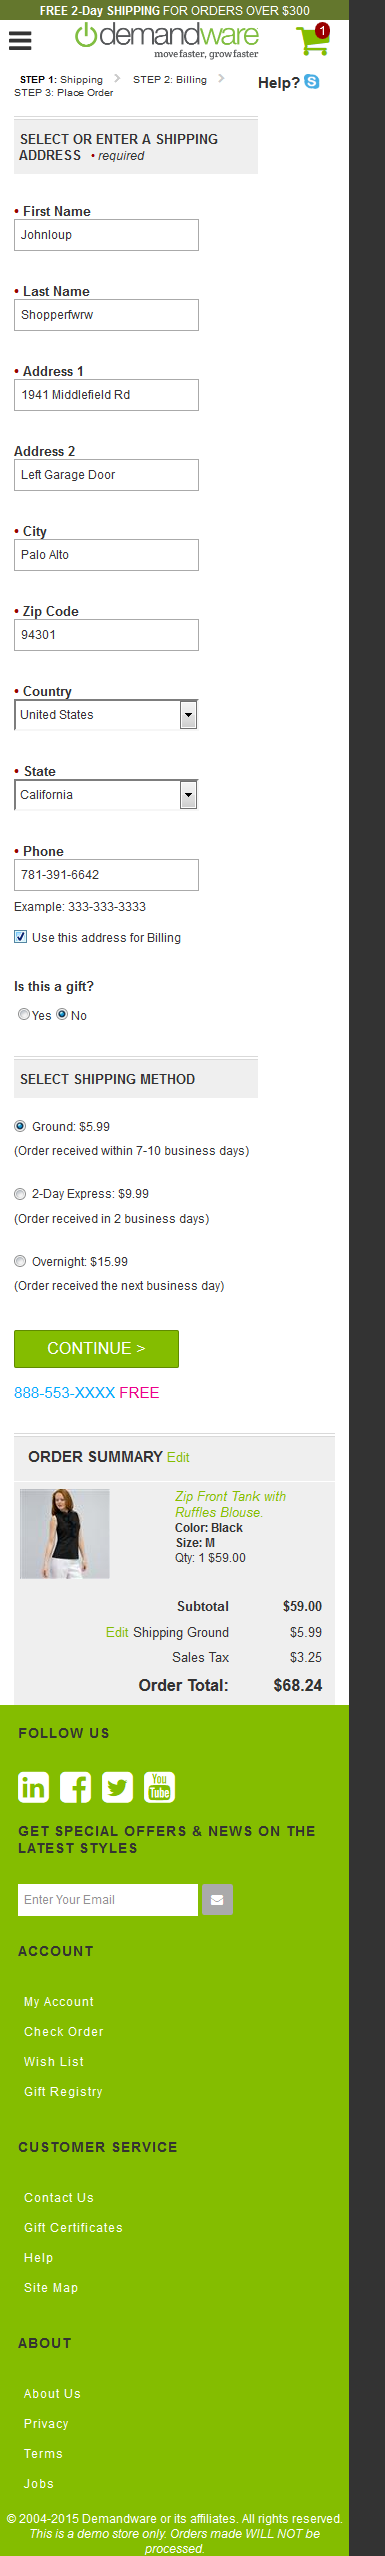 FREE 2-Day SHIPPING FOR ORDERS OVER $300
demandware
move faster, grow faster
1
STEP 1: Shipping STEP 2: Billing
STEP 3: Place Order
Help?
SELECT OR ENTER A SHIPPING
ADDRESS • required
• First Name
Johnloup
• Last Name
Shopperfwrw
• Address 1
1941 Middlefield Rd
Address 2
Left Garage Door
• City
Palo Alto
• Zip Code
94301
• Country
United States
• State
California
• Phone
781-391-6642
Example: 333-333-3333
Use this address for Billing
Is this a gift?
Yes No
SELECT SHIPPING METHOD
Ground: $5.99
(Order received within 7-10 business days)
2-Day Express: $9.99
(Order received in 2 business days)
Overnight: $15.99
(Order received the next business day)
CONTINUE >
888-553-XXXX FREE
ORDER SUMMARY Edit
Zip Front Tank with
Ruffles Blouse.
Color: Black
Size: M
Qty: 1 $59.00
Subtotal $59.00
Edit Shipping Ground $5.99
Sales Tax $3.25
Order Total: $68.24
FOLLOW US
in f You Tube
GET SPECIAL OFFERS & NEWS ON THE
LATEST STYLES
Enter Your Email
ACCOUNT
My Account
Check Order
Wish List
Gift Registry
CUSTOMER SERVICE
Contact Us
Gift Certificates
Help
Site Map
ABOUT
About Us
Privacy
Terms
Jobs
© 2004-2015 Demandware or its affiliates. All rights reserved.
This is a demo store only. Orders made WILL NOT be
processed.